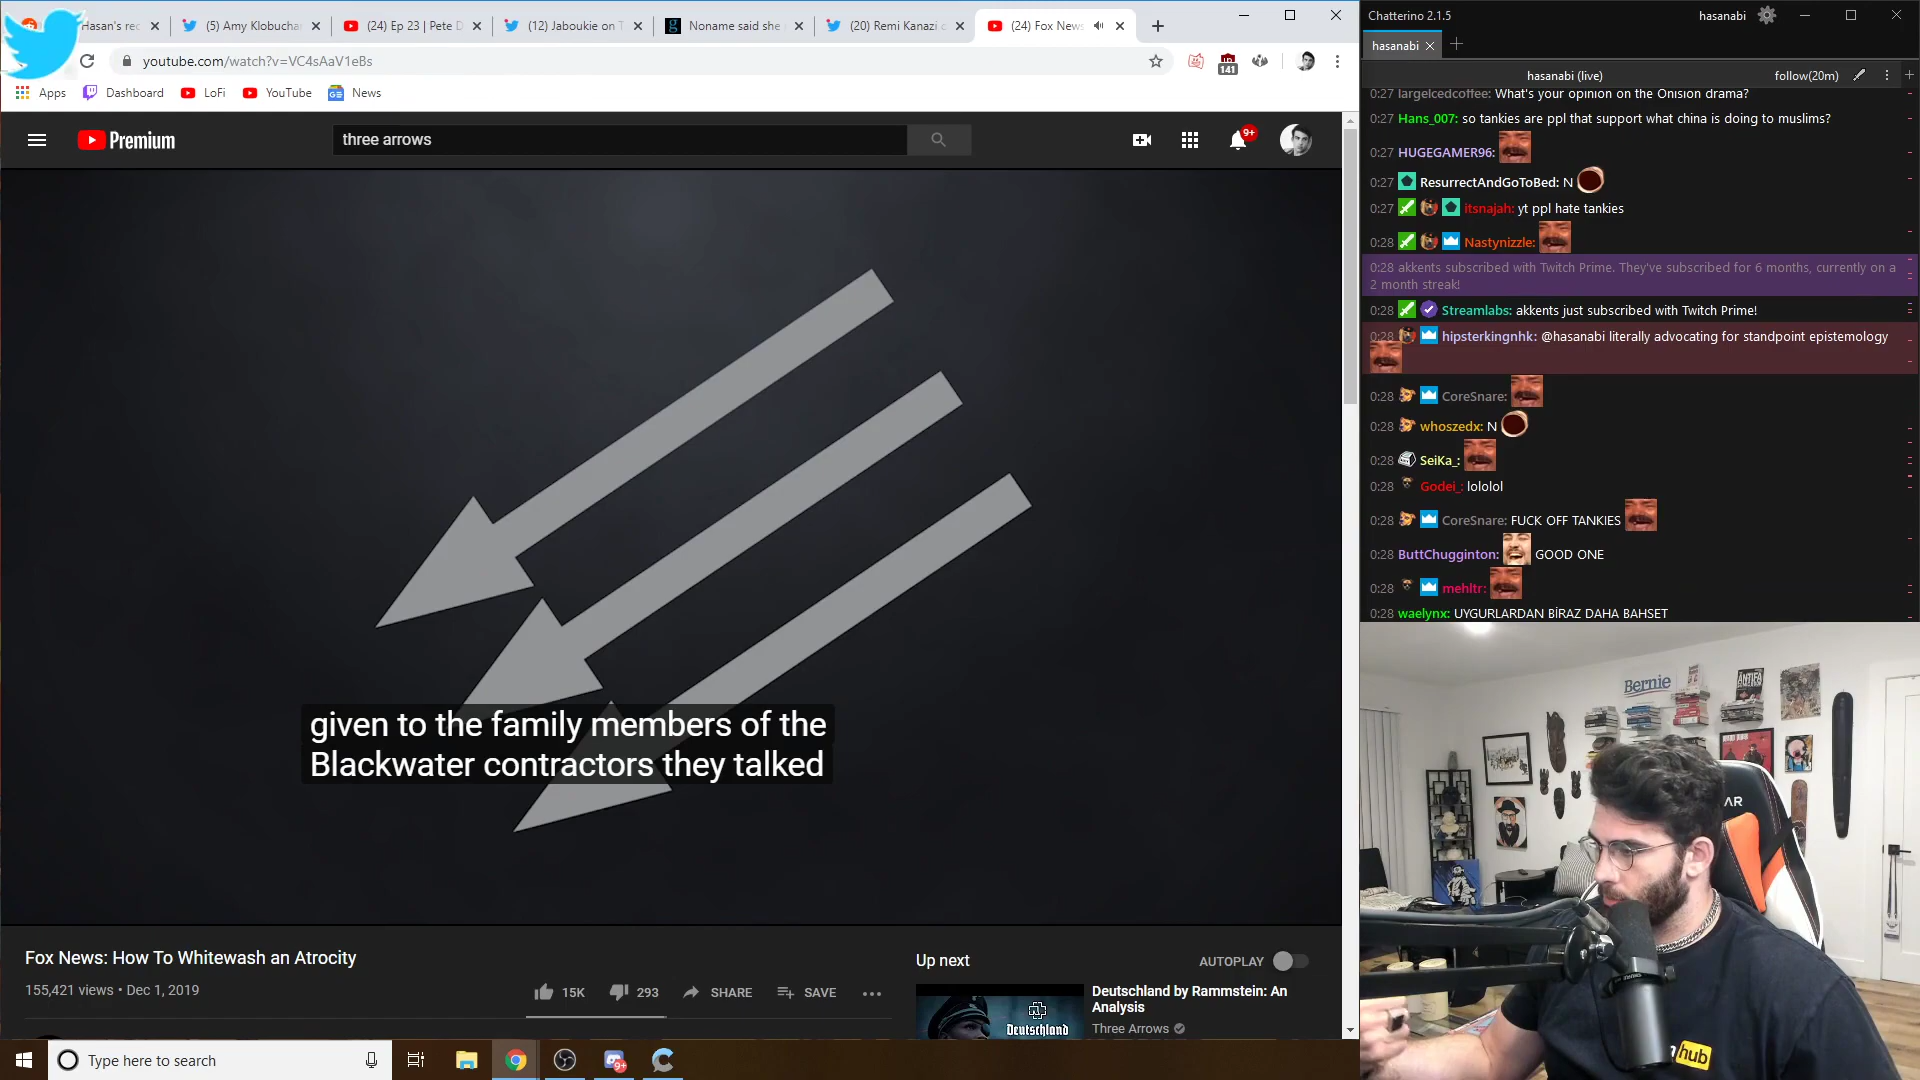 Hasan's rec
(5) Amy Klobucha
(24) Ep 23 | Pete D
(12) Jaboukie on T
Noname said she
(20) Remi Kanazi
(24) Fox News
youtube.com/watch?v=VC4sAaV1eBs
141
Apps
Dashboard
LoFi
YouTube
News
Premium
three arrows
9+
given to the family members of the
Blackwater contractors they talked
Fox News: How To Whitewash an Atrocity
155,421 views • Dec 1, 2019
15K
293
SHARE
SAVE
Up next
AUTOPLAY
Deutschland
Deutschland by Rammstein: An
Analysis
Three Arrows
Type here to search
9+
Chatterino 2.1.5
hasanabi
hasanabi
hasanabi (live)
follow(20m)
0:27 largeIcedcoffee: What's your opinion on the Onision drama?
0:27 Hans_007: so tankies are ppl that support what china is doing to muslims?
0:27 HUGEGAMER96:
0:27 ResurrectAndGoToBed: N
0:27 itsnajah: yt ppl hate tankies
0:28 Nastynizzle:
0:28 akkents subscribed with Twitch Prime. They've subscribed for 6 months, currently on a
2 month streak!
0:28 Streamlabs: akkents just subscribed with Twitch Prime!
0:28 hipsterkingnhk: @hasanabi literally advocating for standpoint epistemology
0:28 CoreSnare:
0:28 whoszedx: N
0:28 SeiKa_:
0:28 Godei_: lololol
0:28 CoreSnare: FUCK OFF TANKIES
0:28 ButtChugginton: GOOD ONE
0:28 mehltr:
0:28 waelynx: UYGURLARDAN BİRAZ DAHA BAHSET
Bernie
ANTIFA
AR
hub